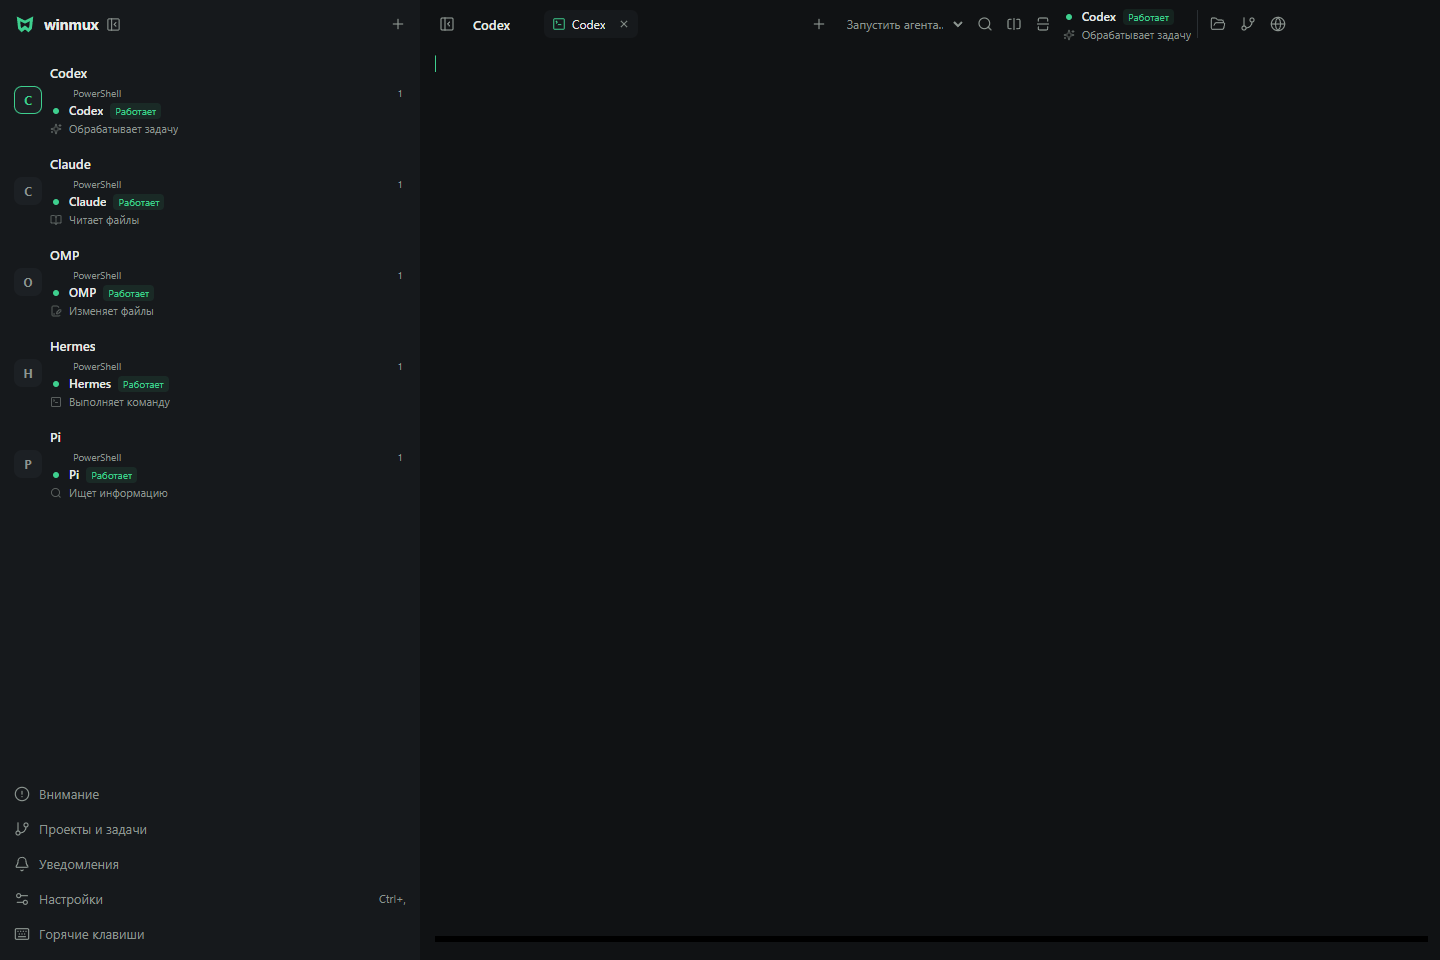 winmux
Codex
Codex
Запустить агента..
Codex Работает
Обрабатывает задачу
Codex
PowerShell 1
C
Codex Работает
Обрабатывает задачу
Claude
PowerShell 1
C
Claude Работает
Читает файлы
OMP
PowerShell 1
O
OMP Работает
Изменяет файлы
Hermes
PowerShell 1
H
Hermes Работает
Выполняет команду
Pi
PowerShell 1
P
Pi Работает
Ищет информацию
Внимание
Проекты и задачи
Уведомления
Настройки Ctrl+,
Горячие клавиши